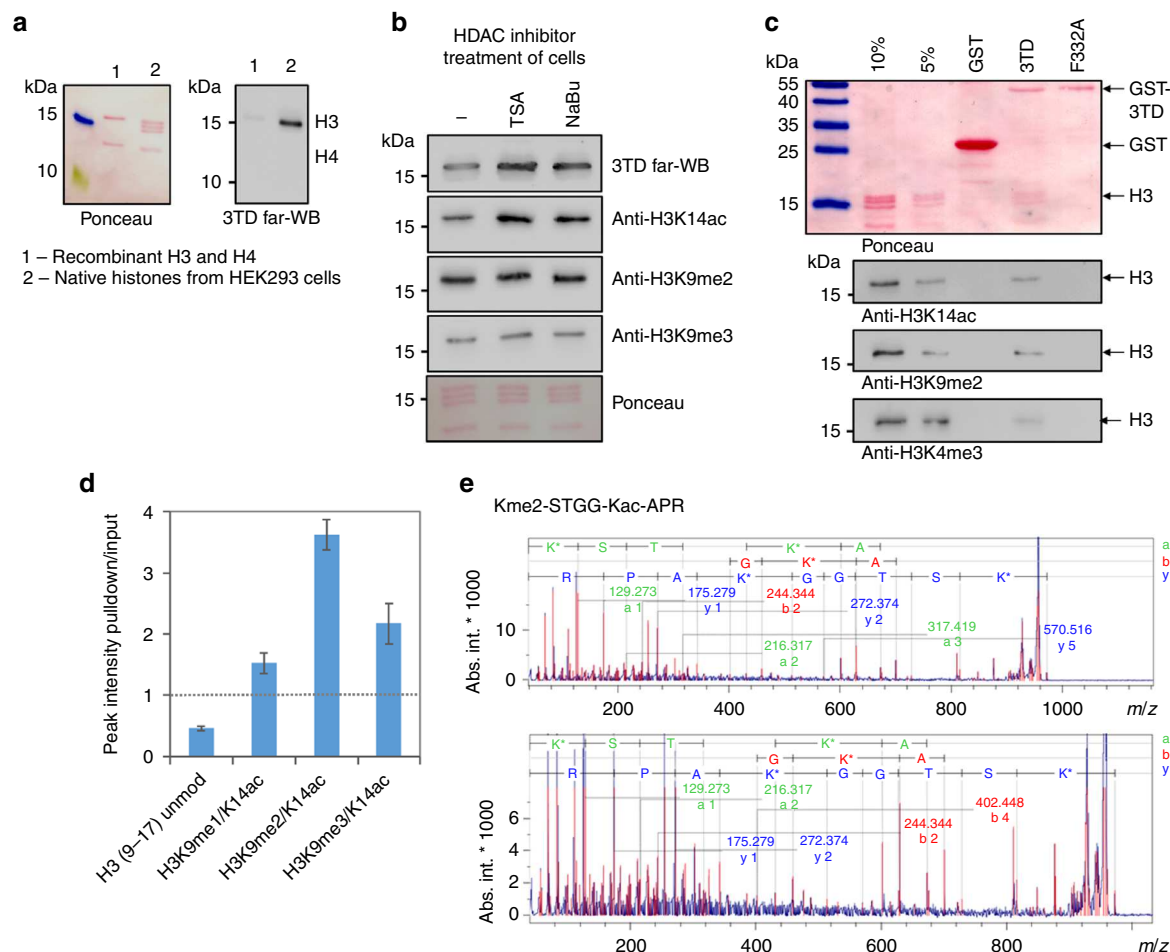 a
1 2
1 2
kDa
kDa
15
10
15
10
H3
H4
Ponceau
3TD far-WB
1 – Recombinant H3 and H4
2 – Native histones from HEK293 cells
b
HDAC inhibitor
treatment of cells
–
TSA
NaBu
kDa
15
3TD far-WB
15
Anti-H3K14ac
15
Anti-H3K9me2
15
Anti-H3K9me3
15
Ponceau
c
kDa
10%
5%
GST
3TD
F332A
55
40
35
25
15
GST-
3TD
GST
H3
Ponceau
kDa
15
H3
Anti-H3K14ac
15
H3
Anti-H3K9me2
15
H3
Anti-H3K4me3
d
Peak intensity pulldown/input
4
3
2
1
0
H3 (9–17) unmod
H3K9me1/K14ac
H3K9me2/K14ac
H3K9me3/K14ac
e
Kme2-STGG-Kac-APR
Abs. int. * 1000
K* S T K* A a
G K* A b
R P A K* G G T S K* y
129.273
a 1
175.279
y 1
244.344
b 2
272.374
y 2
216.317
a 2
317.419
a 3
570.516
y 5
10
0
200 400 600 800 1000 m/z
Abs. int. * 1000
K* S T K* A a
G K* A b
R P A K* G G T S K* y
129.273
a 1
216.317
a 2
175.279
y 1
272.374
y 2
244.344
b 2
402.448
b 4
6
4
2
0
200 400 600 800 m/z